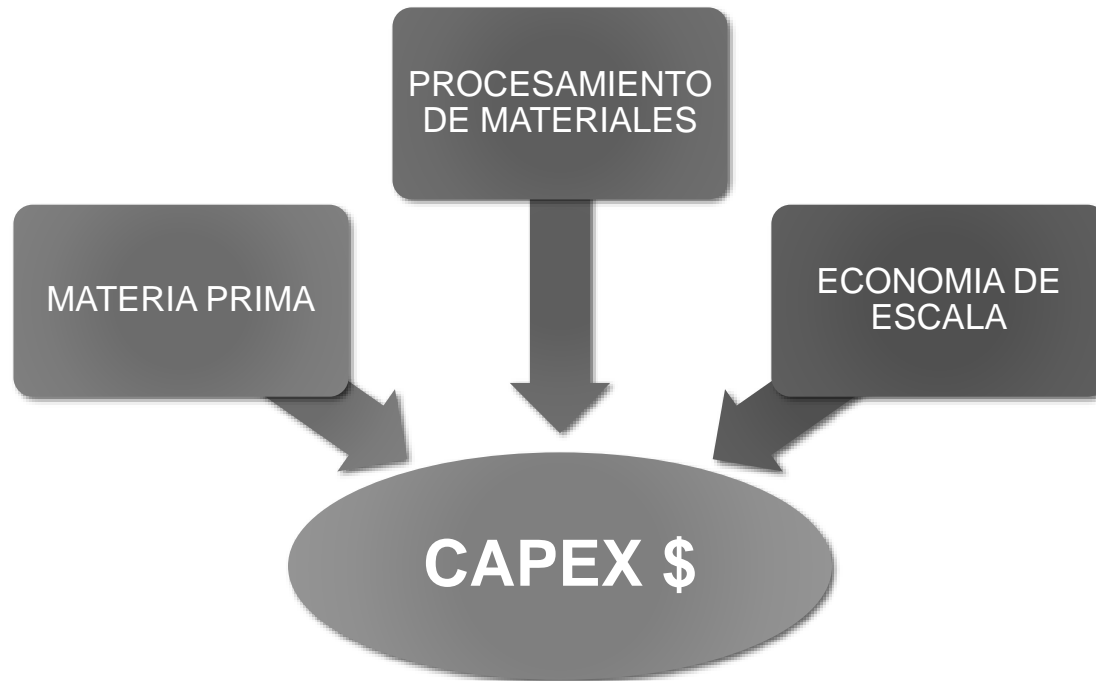 PROCESAMIENTO
DE MATERIALES
MATERIA PRIMA
ECONOMIA DE
ESCALA
CAPEX $